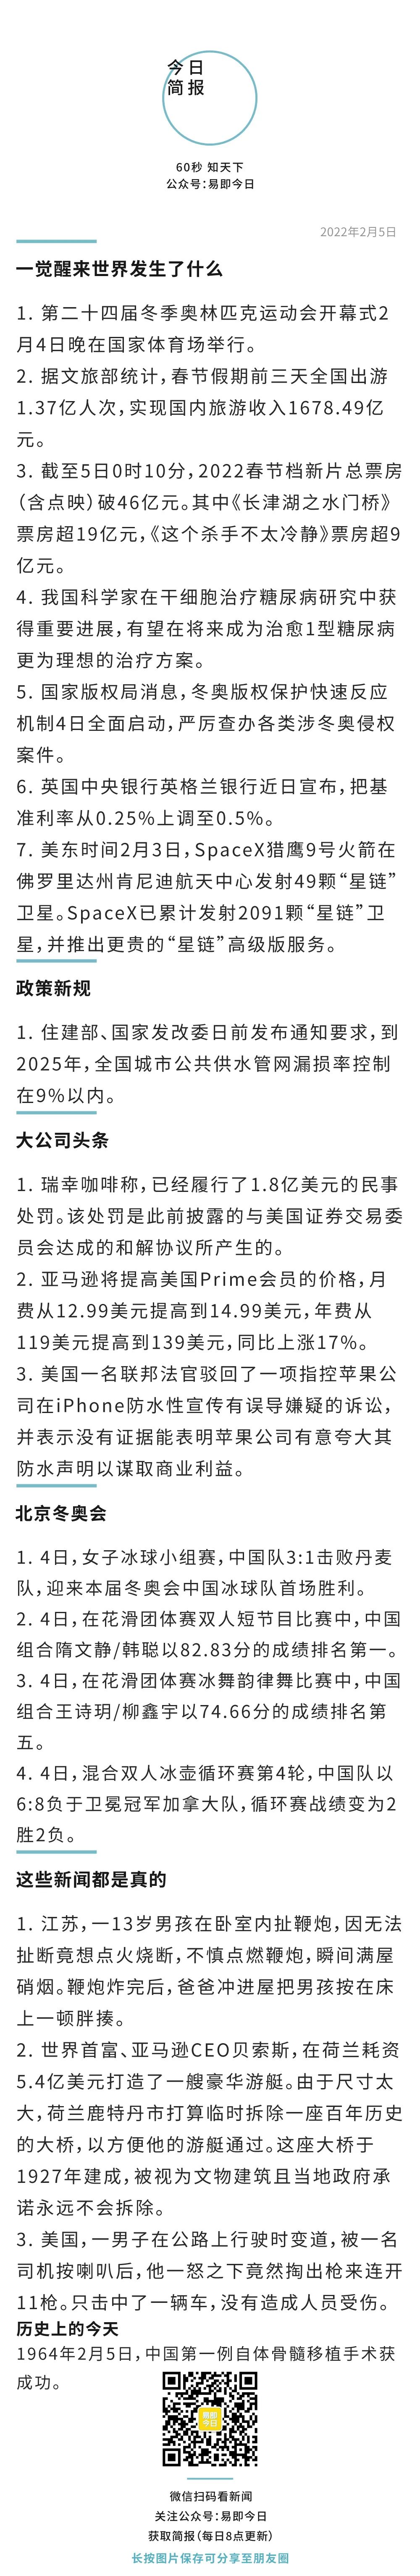 今日
简报
60秒 知天下
公众号：易即今日
2022年2月5日
一觉醒来世界发生了什么
1. 第二十四届冬季奥林匹克运动会开幕式2
月4日晚在国家体育场举行。
2. 据文旅部统计，春节假期前三天全国出游
1.37亿人次，实现国内旅游收入1678.49亿
元。
3. 截至5日0时10分，2022春节档新片总票房
（含点映）破46亿元。其中《长津湖之水门桥》
票房超19亿元，《这个杀手不太冷静》票房超9
亿元。
4. 我国科学家在干细胞治疗糖尿病研究中获
得重要进展，有望在将来成为治愈1型糖尿病
更为理想的治疗方案。
5. 国家版权局消息，冬奥版权保护快速反应
机制4日全面启动，严厉查办各类涉冬奥侵权
案件。
6. 英国中央银行英格兰银行近日宣布，把基
准利率从0.25%上调至0.5%。
7. 美东时间2月3日，SpaceX猎鹰9号火箭在
佛罗里达州肯尼迪航天中心发射49颗“星链”
卫星。SpaceX已累计发射2091颗“星链”卫
星，并推出更贵的“星链”高级版服务。
政策新规
1. 住建部、国家发改委日前发布通知要求，到
2025年，全国城市公共供水管网漏损率控制
在9%以内。
大公司头条
1. 瑞幸咖啡称，已经履行了1.8亿美元的民事
处罚。该处罚是此前披露的与美国证券交易委
员会达成的和解协议所产生的。
2. 亚马逊将提高美国Prime会员的价格，月
费从12.99美元提高到14.99美元，年费从
119美元提高到139美元，同比上涨17%。
3. 美国一名联邦法官驳回了一项指控苹果公
司在iPhone防水性宣传有误导嫌疑的诉讼，
并表示没有证据能表明苹果公司有意夸大其
防水声明以谋取商业利益。
北京冬奥会
1. 4日，女子冰球小组赛，中国队3:1击败丹麦
队，迎来本届冬奥会中国冰球队首场胜利。
2. 4日，在花滑团体赛双人短节目比赛中，中国
组合隋文静/韩聪以82.83分的成绩排名第一。
3. 4日，在花滑团体赛冰舞韵律舞比赛中，中国
组合王诗玥/柳鑫宇以74.66分的成绩排名第
五。
4. 4日，混合双人冰壶循环赛第4轮，中国队以
6:8负于卫冕冠军加拿大队，循环赛战绩变为2
胜2负。
这些新闻都是真的
1. 江苏，一13岁男孩在卧室内扯鞭炮，因无法
扯断竟想点火烧断，不慎点燃鞭炮，瞬间满屋
硝烟。鞭炮炸完后，爸爸冲进屋把男孩按在床
上一顿胖揍。
2. 世界首富、亚马逊CEO贝索斯，在荷兰耗资
5.4亿美元打造了一艘豪华游艇。由于尺寸太
大，荷兰鹿特丹市打算临时拆除一座百年历史
的大桥，以方便他的游艇通过。这座大桥于
1927年建成，被视为文物建筑且当地政府承
诺永远不会拆除。
3. 美国，一男子在公路上行驶时变道，被一名
司机按喇叭后，他一怒之下竟然掏出枪来连开
11枪。只击中了一辆车，没有造成人员受伤。
历史上的今天
1964年2月5日，中国第一例自体骨髓移植手术获
成功。
易即
今日
微信扫码看新闻
关注公众号：易即今日
获取简报（每日8点更新）
长按图片保存可分享至朋友圈